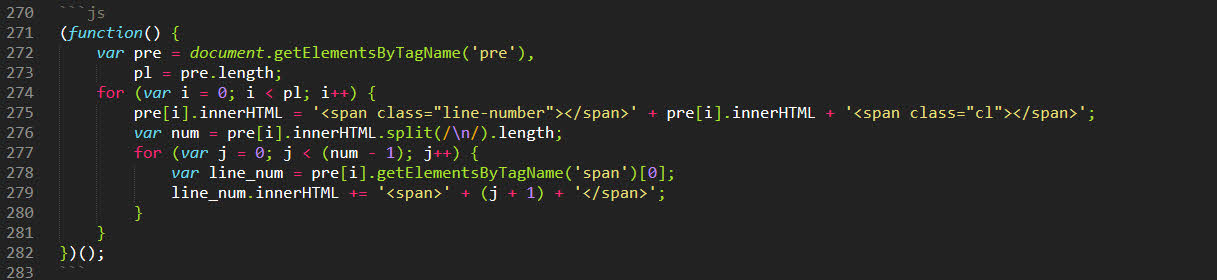 270 ```js
271 (function() {
272     var pre = document.getElementsByTagName('pre'),
273         pl = pre.length;
274     for (var i = 0; i < pl; i++) {
275         pre[i].innerHTML = '<span class="line-number"></span>' + pre[i].innerHTML + '<span class="cl"></span>';
276         var num = pre[i].innerHTML.split(/\n/).length;
277         for (var j = 0; j < (num - 1); j++) {
278             var line_num = pre[i].getElementsByTagName('span')[0];
279             line_num.innerHTML += '<span>' + (j + 1) + '</span>';
280         }
281     }
282 })();
283 ```